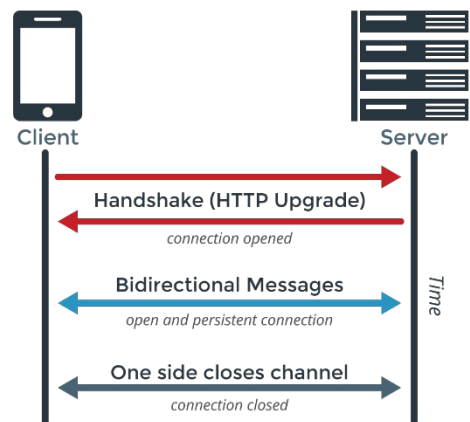 Client
Server
Handshake (HTTP Upgrade)
connection opened
Bidirectional Messages
open and persistent connection
Time
One side closes channel
connection closed